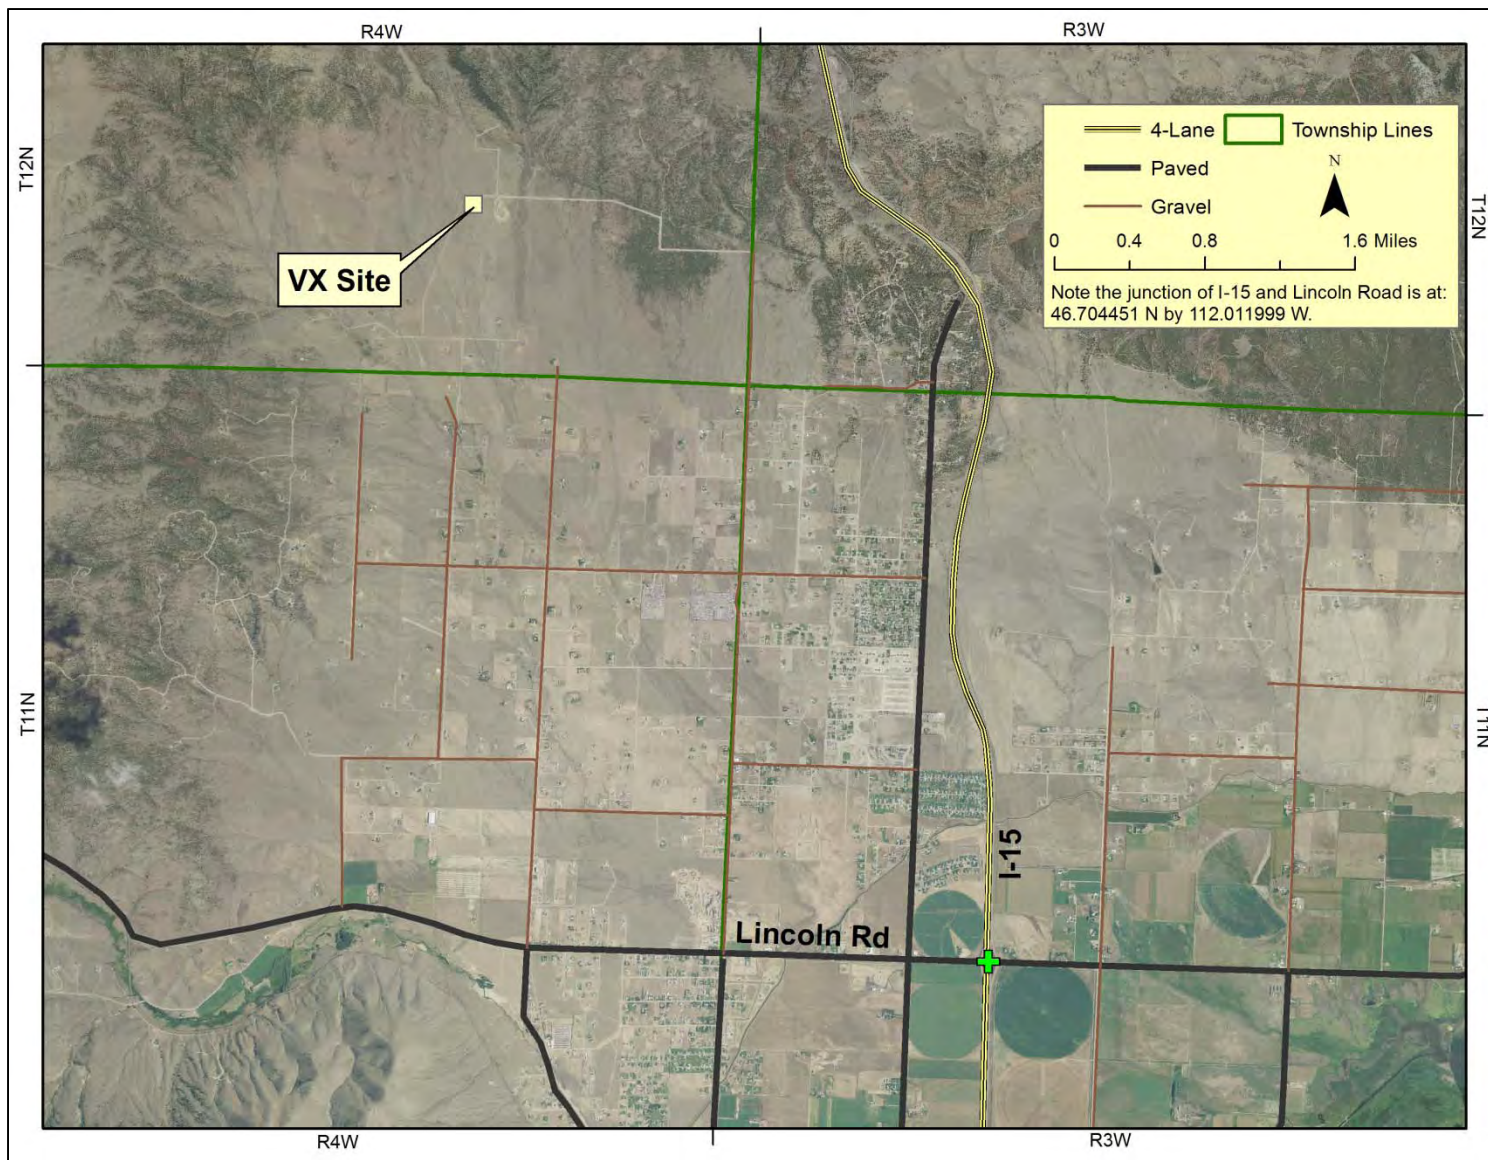 R4W
R3W
T12N
T12N
4-Lane
Township Lines
Paved
N
Gravel
0 0.4 0.8 1.6 Miles
Note the junction of I-15 and Lincoln Road is at:
46.704451 N by 112.011999 W.
VX Site
T11N
T11N
I-15
Lincoln Rd
R4W
R3W